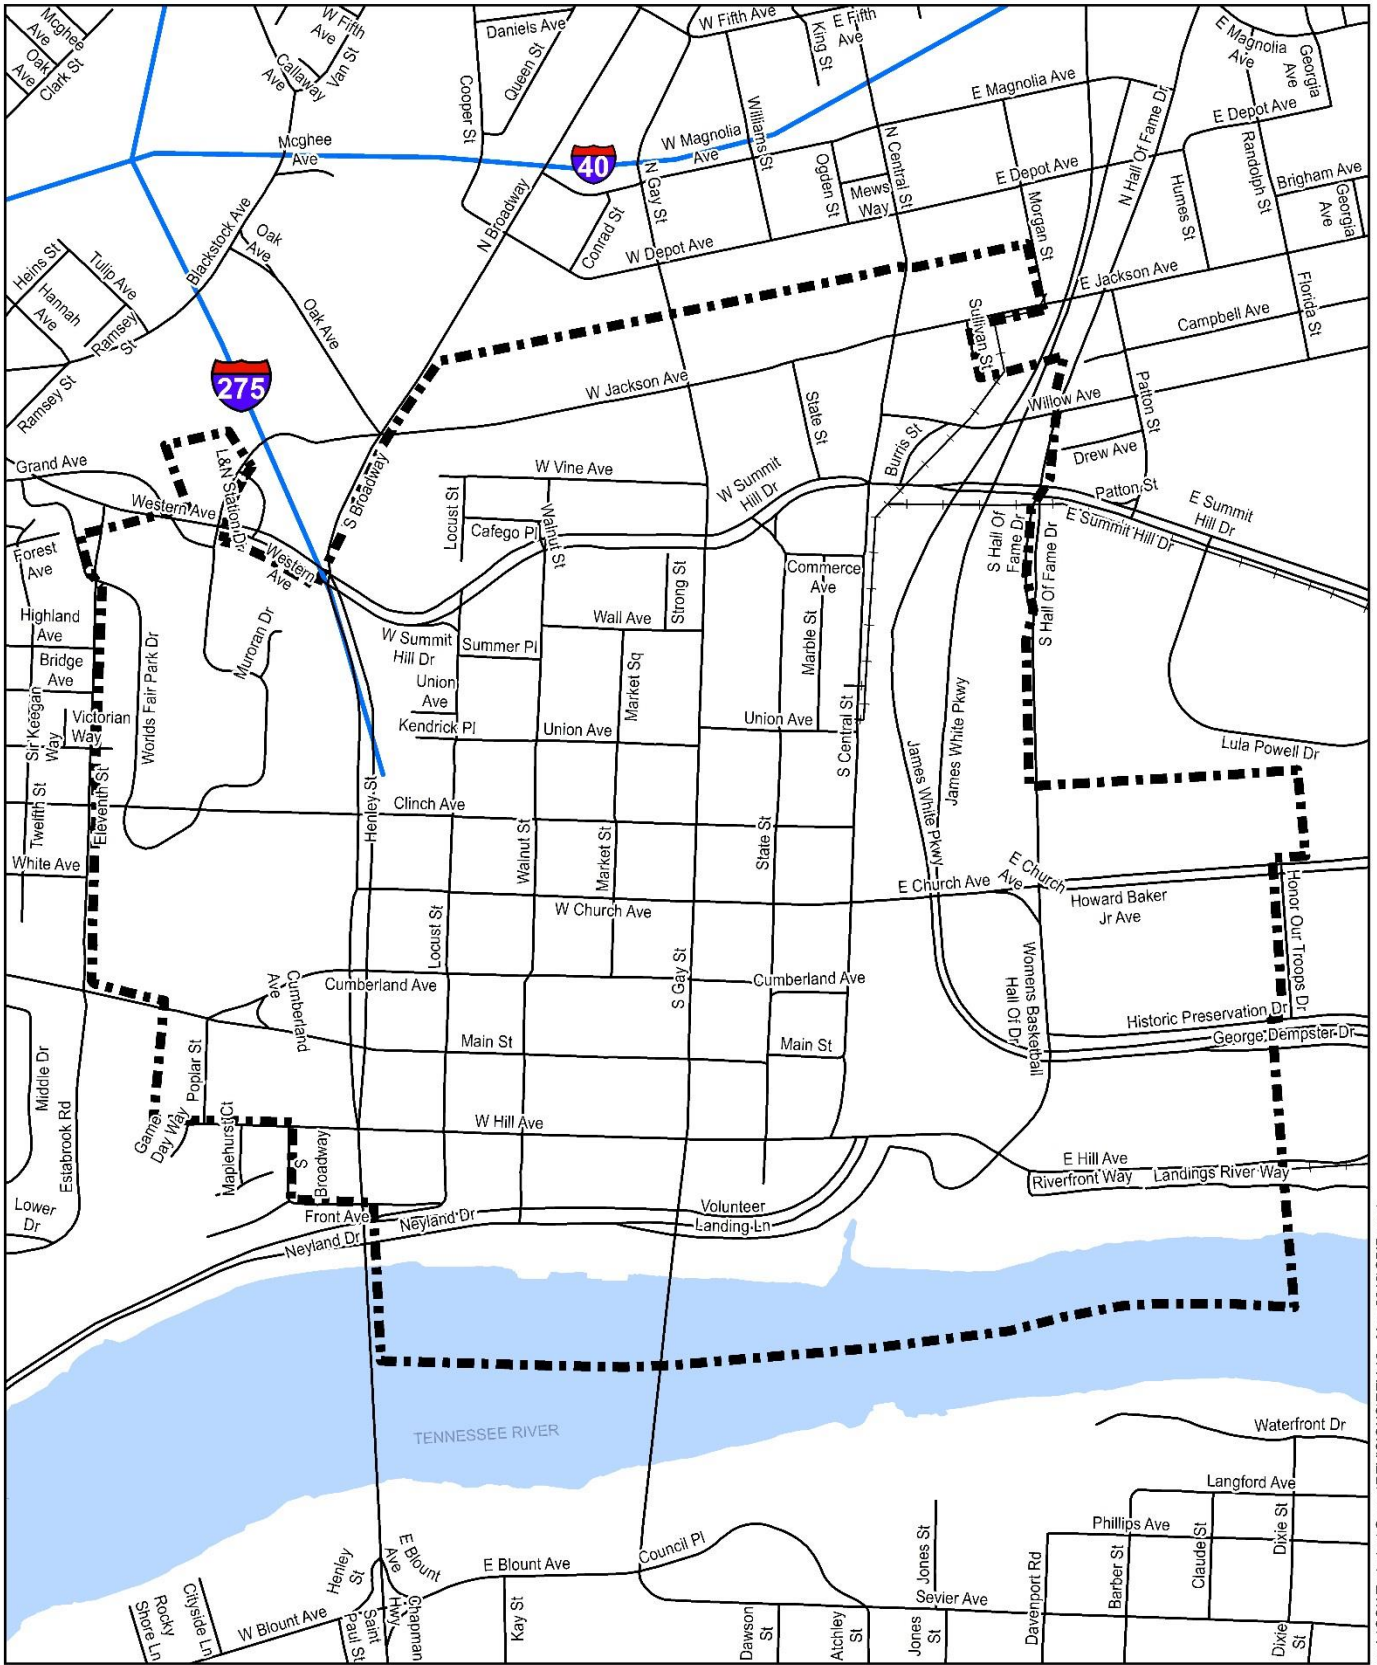 Mcghee
Ave
Oak
Ave
Clark St
W Fifth
Ave
Van St
Callaway
Ave
Daniels Ave
Queen St
Cooper St
W Fifth Ave
King St
E Fifth
Ave
E Magnolia
Ave
Georgia
Ave
E Magnolia Ave
E Depot Ave
Mcghee
Ave
40
W Magnolia
Ave
Williams St
N Central St
Ogden St
Mews
Way
E Depot Ave
N Hall Of Fame Dr
Randolph St
Brigham Ave
Georgia
Ave
Humes St
Morgan St
N Gay St
N Broadway
Conrad St
W Depot Ave
Blackstock Ave
Oak
Ave
Oak Ave
Heins St
Tulip Ave
Hannah
Ave
Ramsey
St
Ramsey St
275
E Jackson Ave
Florida St
Campbell Ave
Sullivan St
W Jackson Ave
State St
Willow Ave
Patton St
Burris St
Drew Ave
Grand Ave
L&N Station Dr
Western Ave
S Broadway
W Vine Ave
W Summit
Hill Dr
Locust St
Cafego Pl
Walnut St
Patton St
E Summit
Hill Dr
E Summit Hill Dr
S Hall Of
Fame Dr
S Hall Of Fame Dr
Forest
Ave
Western
Ave
Commerce
Ave
Strong St
Marble St
Highland
Ave
Bridge
Ave
Worlds Fair Park Dr
Muroran Dr
W Summit
Hill Dr
Summer Pl
Wall Ave
Market Sq
Union
Ave
Kendrick Pl
Union Ave
Union Ave
Sir Keegan
Way
Victorian
Way
S Central St
James White Pkwy
James White Pkwy
Lula Powell Dr
Twelfth St
Eleventh St
Henley St
Clinch Ave
Walnut St
Market St
State St
White Ave
E Church Ave
E Church
Ave
Howard Baker
Jr Ave
Honor Our Troops Dr
W Church Ave
Locust St
S Gay St
Cumberland
Ave
Cumberland Ave
Cumberland Ave
Womens Basketball
Hall Of Dr
Historic Preservation Dr
George Dempster Dr
Main St
Main St
Middle Dr
Estabrook Rd
Poplar St
Game
Day Way
Maplehurst Ct
W Hill Ave
S
Broadway
E Hill Ave
Riverfront Way
Landings River Way
Lower
Dr
Front Ave
Neyland Dr
Neyland Dr
Volunteer
Landing Ln
TENNESSEE RIVER
Waterfront Dr
Langford Ave
Phillips Ave
Claude St
Dixie St
Barber St
Davenport Rd
Jones St
Council Pl
E Blount Ave
E Blount
Ave
Henley
St
Sevier Ave
Cityside Ln
Rocky
Shore Ln
W Blount Ave
Saint
Paul St
Chapman
Hwy
Kay St
Dawson
St
Atchley
St
Jones
St
Dixie
St